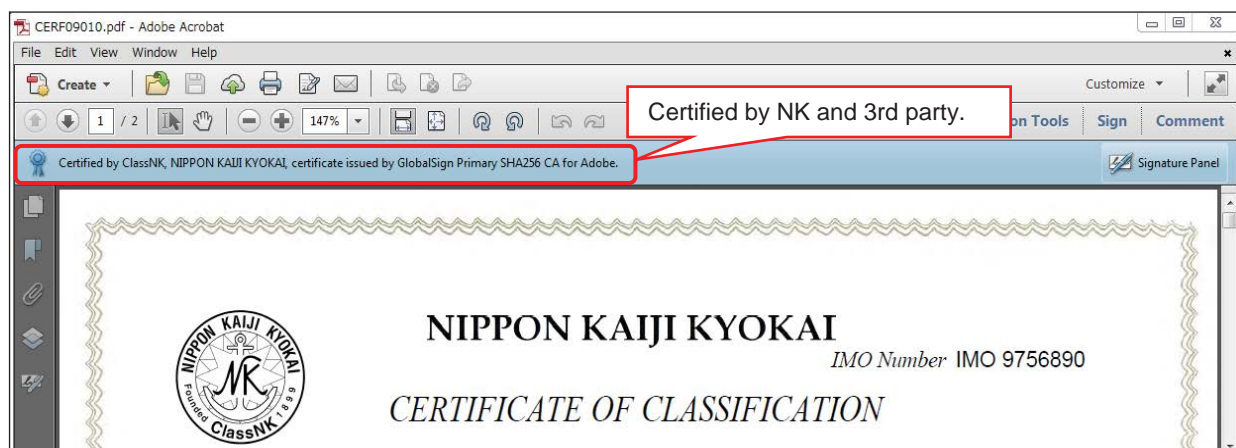 CERF09010.pdf - Adobe Acrobat
File Edit View Window Help
Create
Customize
1 / 2
147%
on Tools Sign Comment
Certified by NK and 3rd party.
Certified by ClassNK, NIPPON KAIJI KYOKAI, certificate issued by GlobalSign Primary SHA256 CA for Adobe.
Signature Panel
NIPPON KAIJI KYOKAI
NK
Founded 1899
ClassNK
NIPPON KAIJI KYOKAI
IMO Number IMO 9756890
CERTIFICATE OF CLASSIFICATION